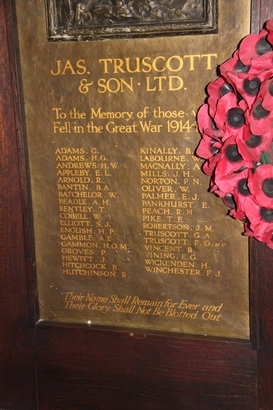 JAS. TRUSCOTT
& SON. LTD.
To the Memory of those
Fell in the Great War 1914-
ADAMS, C.
ADAMS, H.G.
ANDREWS, H.W.
APPLEBY, E.L.
ARNOLD, R.
BANTIN, B.A.
BATCHELOR, W.
BEADLE, A.H.
BENTLEY, T.
COBELL, W.
ELLIOTT, S.J.
ENGLISH, H.P.
GAMBLE, A.E.
GAMMON, H.O.M.
GROVES, P.
HEWITT, J.
HITCHCOCK, B.
HUTCHINSON, R.
KINALLY, B.
LABOURNE,
MACNALLY, A.
MILLS, J.H.
NORTON, F.N.
OLIVER, W.
PALMER, E.J.
PANKHURST, E.
PEACH, R.N.
PIKE, T.E.
ROBERTSON, J.M.
TRUSCOTT, G.A.
TRUSCOTT, F.G.
VINCENT, B.
VINING, E.G.
WICKENDEN, H.
WINCHESTER, F.J.
Their Name Shall Remain for Ever and
Their Glory Shall Not Be Blotted Out